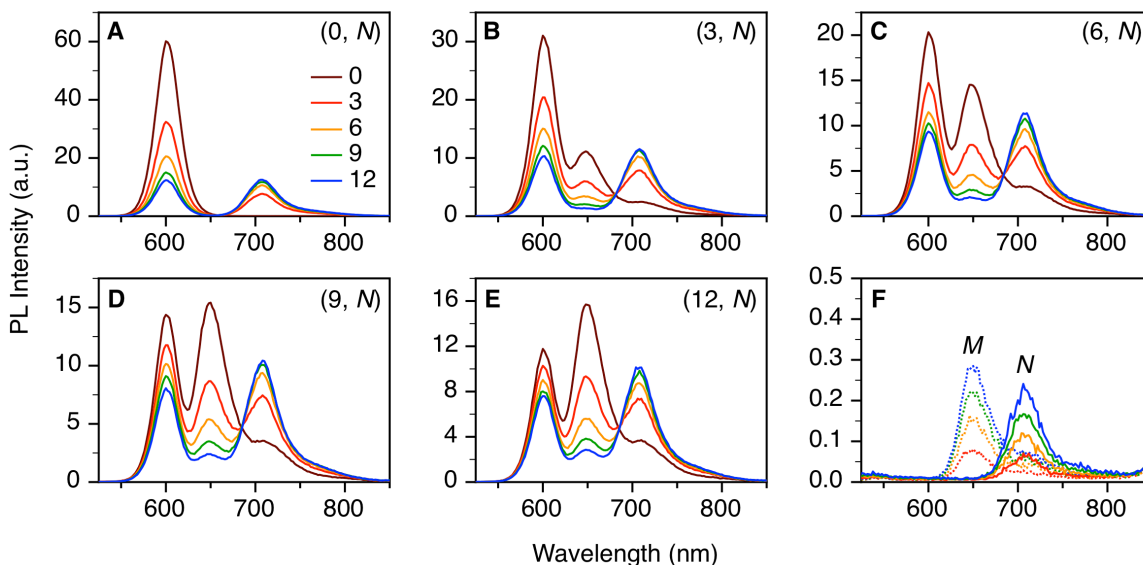 A (0, N)
60
40
20
0
0
3
6
9
12
600 700 800
B (3, N)
30
20
10
0
600 700 800
C (6, N)
20
15
10
5
0
600 700 800
PL Intensity (a.u.)
D (9, N)
15
10
5
0
600 700 800
E (12, N)
16
12
8
4
0
600 700 800
F
0.5
0.4
0.3
0.2
0.1
0.0
M
N
600 700 800
Wavelength (nm)